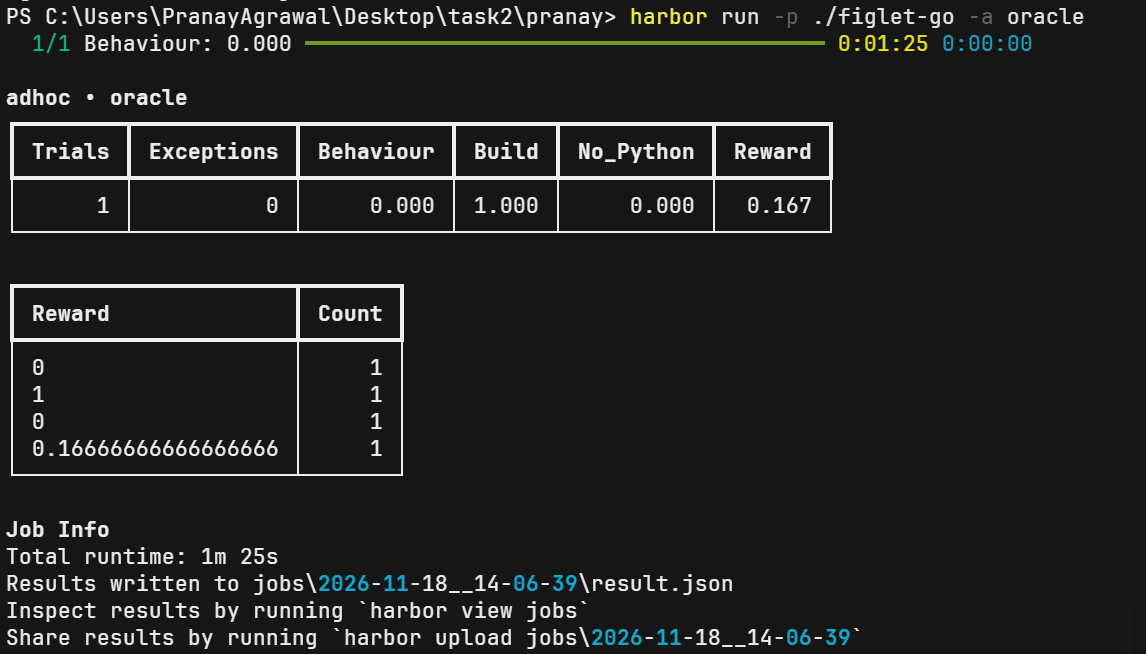 PS C:\Users\PranayAgrawal\Desktop\task2\pranay> harbor run -p ./figlet-go -a oracle
1/1 Behaviour: 0.000 0:01:25 0:00:00
adhoc • oracle
Trials Exceptions Behaviour Build No_Python Reward
1 0 0.000 1.000 0.000 0.167
Reward Count
0 1
1 1
0 1
0.16666666666666666 1
Job Info
Total runtime: 1m 25s
Results written to jobs\2026-11-18__14-06-39\result.json
Inspect results by running `harbor view jobs`
Share results by running `harbor upload jobs\2026-11-18__14-06-39`